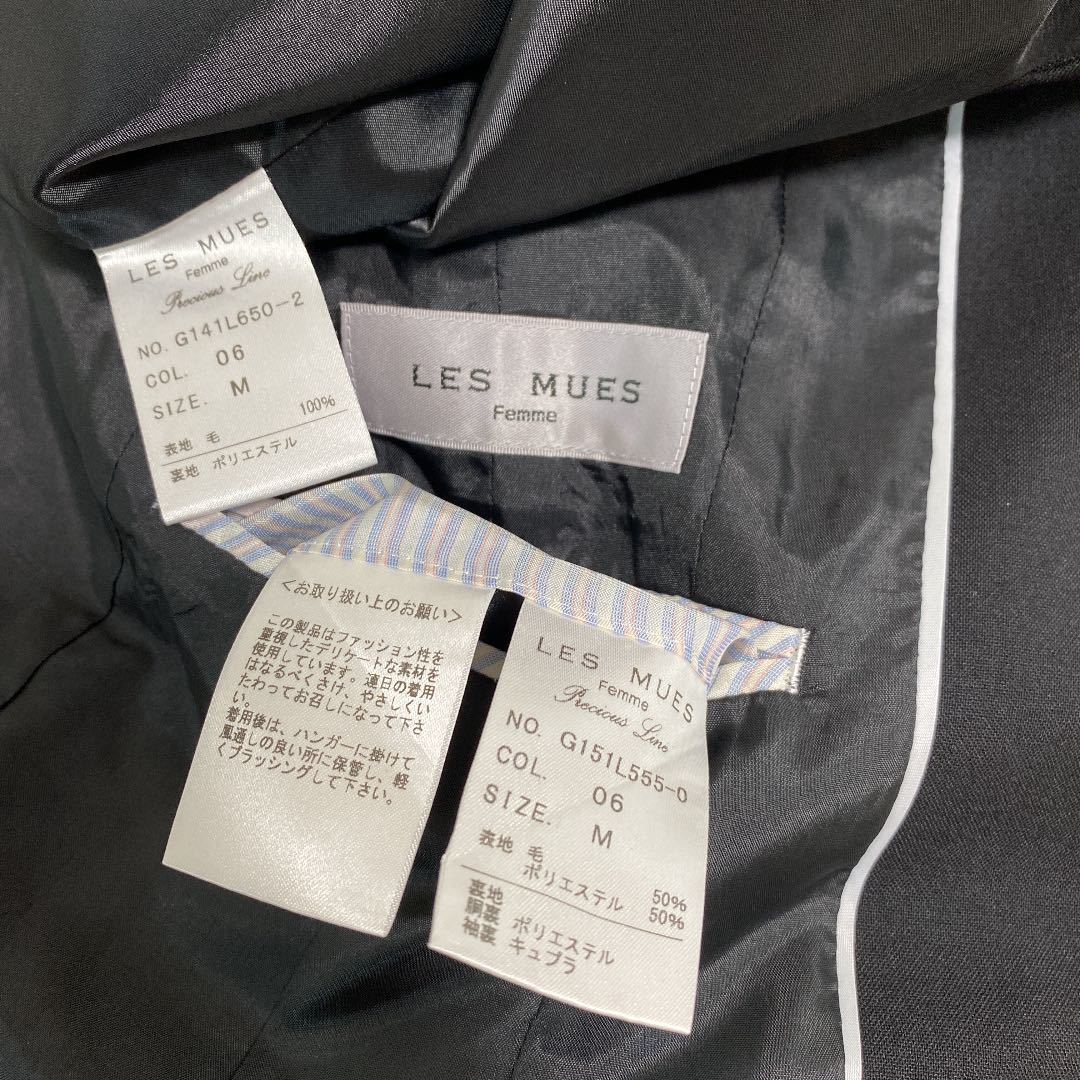 LES MUES
Femme
Precious Line
NO. G141L650-2
COL. 06
SIZE. M
100%
表地 毛
裏地 ポリエステル
LES MUES
Femme
<お取り扱い上のお願い>
この製品はファッション性を
重視したデリケートな素材を
使用しています。連日の着用
はなるべくさけ、やさしくい
たわってお召しになって下さ
い。
着用後は、ハンガーに掛けて
風通しの良い所に保管し、軽
くブラッシングして下さい。
LES MUES
Femme
Precious Line
NO. G151L555-0
COL. 06
SIZE. M
表地 毛 50%
ポリエステル 50%
裏地
胴裏 ポリエステル
袖裏 キュプラ